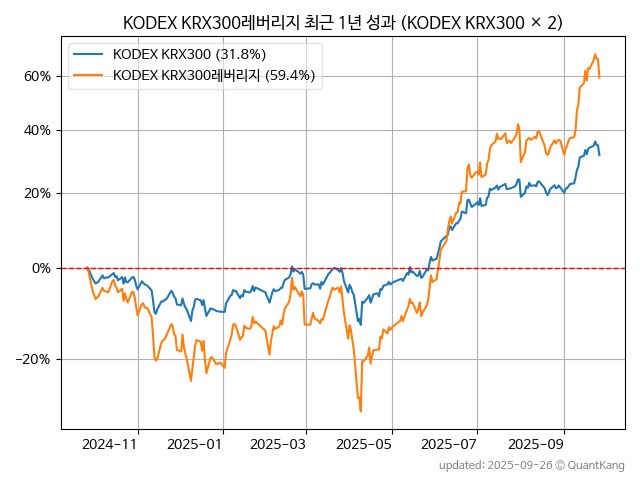 KODEX KRX300레버리지 최근 1년 성과 (KODEX KRX300 × 2)
KODEX KRX300 (31.8%)
KODEX KRX300레버리지 (59.4%)
60%
40%
20%
0%
−20%
2024-11 2025-01 2025-03 2025-05 2025-07 2025-09
updated: 2025-09-26 © QuantKang